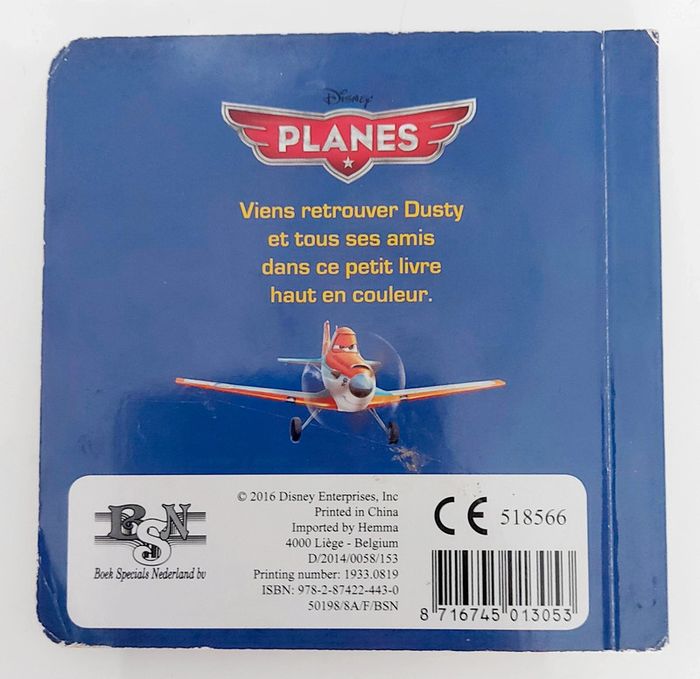 Disney
PLANES
Viens retrouver Dusty
et tous ses amis
dans ce petit livre
haut en couleur.
BSN
Boek Specials Nederland bv
© 2016 Disney Enterprises, Inc
Printed in China
Imported by Hemma
4000 Liège - Belgium
D/2014/0058/153
Printing number: 1933.0819
ISBN: 978-2-87422-443-0
50198/8A/F/BSN
CE 518566
8 716745 013053